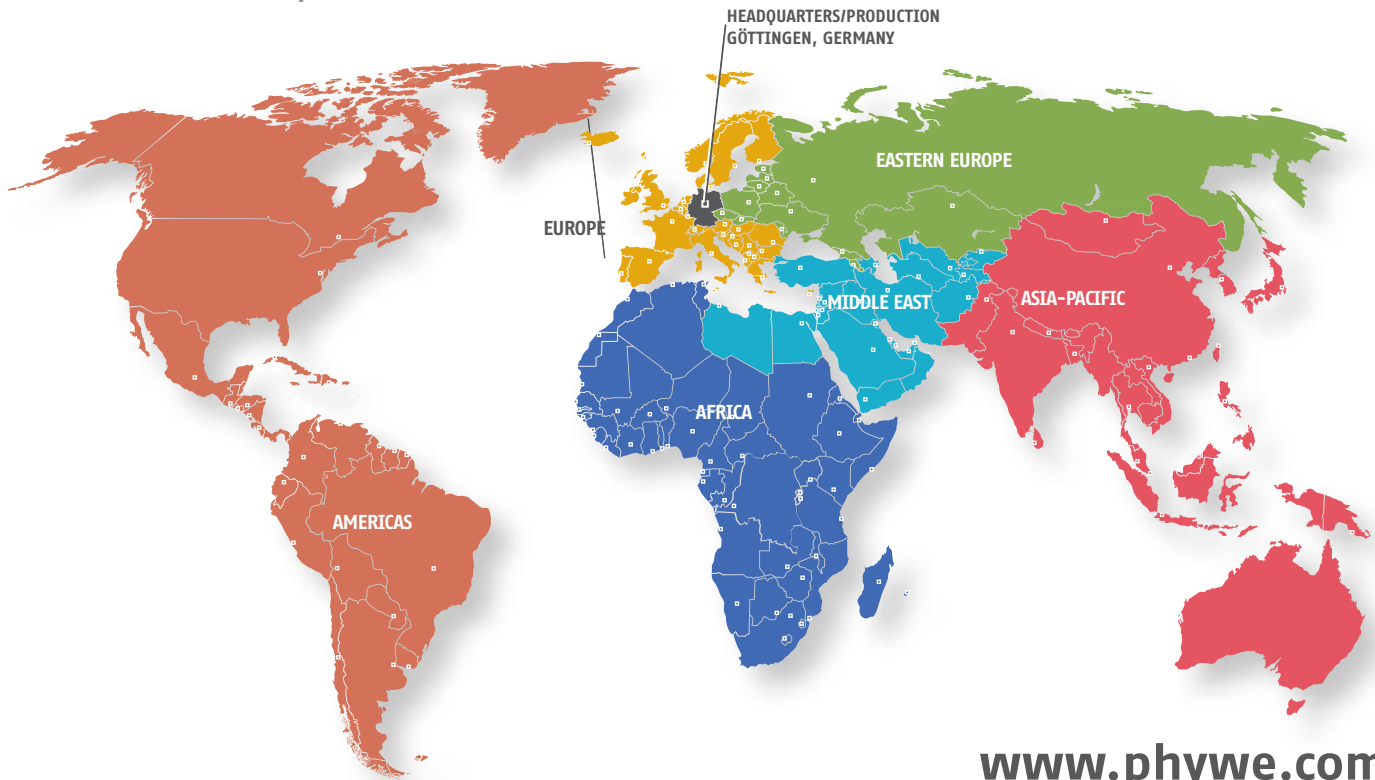 HEADQUARTERS/PRODUCTION
GÖTTINGEN, GERMANY
EASTERN EUROPE
EUROPE
MIDDLE EAST
ASIA-PACIFIC
AFRICA
AMERICAS
www.phywe.com